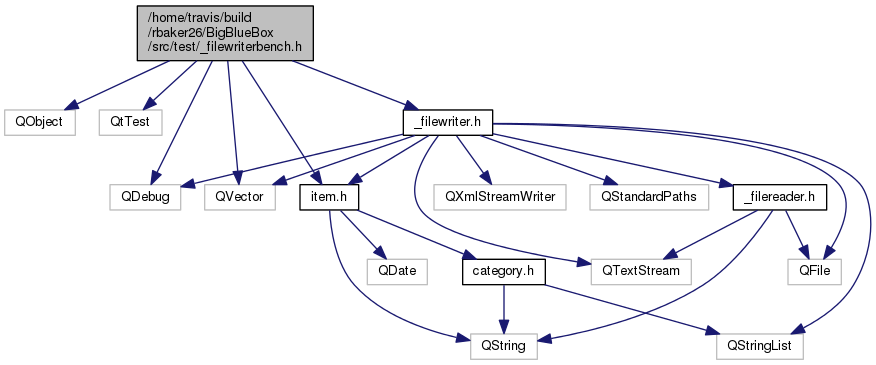 /home/travis/build
/rbaker26/BigBlueBox
/src/test/_filewriterbench.h
QObject
QtTest
_filewriter.h
QDebug
QVector
item.h
QXmlStreamWriter
QStandardPaths
_filereader.h
QDate
category.h
QTextStream
QFile
QString
QStringList